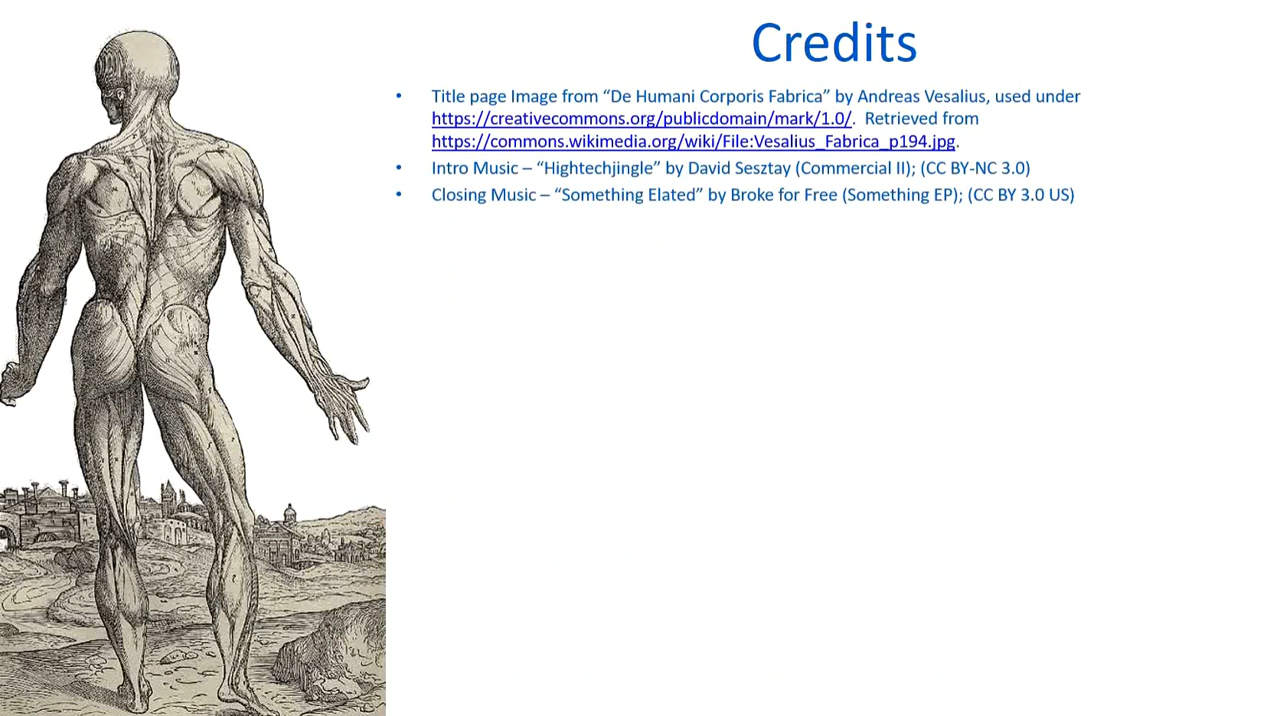 Credits
• Title page Image from “De Humani Corporis Fabrica” by Andreas Vesalius, used under
https://creativecommons.org/publicdomain/mark/1.0/.  Retrieved from
https://commons.wikimedia.org/wiki/File:Vesalius_Fabrica_p194.jpg.
• Intro Music – “Hightechjingle” by David Sesztay (Commercial II); (CC BY-NC 3.0)
• Closing Music – “Something Elated” by Broke for Free (Something EP); (CC BY 3.0 US)